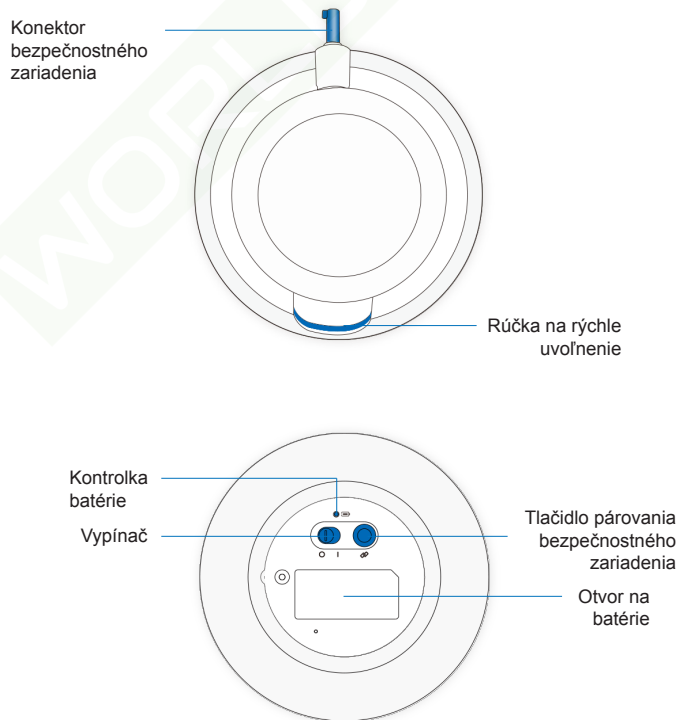 Konektor
bezpečnostného
zariadenia
Rúčka na rýchle
uvoľnenie
Kontrolka
batérie
Vypínač
Tlačidlo párovania
bezpečnostného
zariadenia
Otvor na
batérie